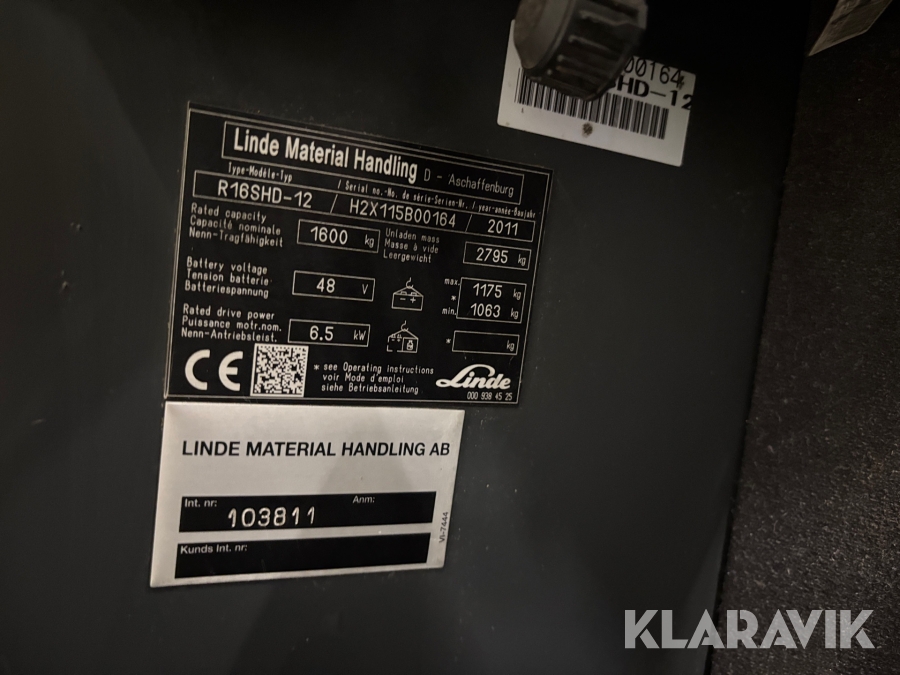 00164
SHD-12
Linde Material Handling D - Aschaffenburg
Type-Modèle-Typ / Serial no.-No. de série-Serien-Nr. / year-année-Baujahr
R16SHD-12 / H2X115B00164 / 2011
Rated capacity
Capacité nominale
Nenn-Tragfähigkeit
1600 kg
Unladen mass
Masse à vide
Leergewicht
2795 kg
Battery voltage
Tension batterie
Batteriespannung
48 V
- +
max. 1175 kg
*
min. 1063 kg
Rated drive power
Puissance motr.nom.
Nenn-Antriebsleist.
6.5 kW
* kg
CE
* see Operating instructions
voir Mode d'emploi
siehe Betriebsanleitung
Linde
000 938 45 25
LINDE MATERIAL HANDLING AB
Int. nr: Anm:
103811
Kunds Int. nr:
VI-7444
KLARAVIK